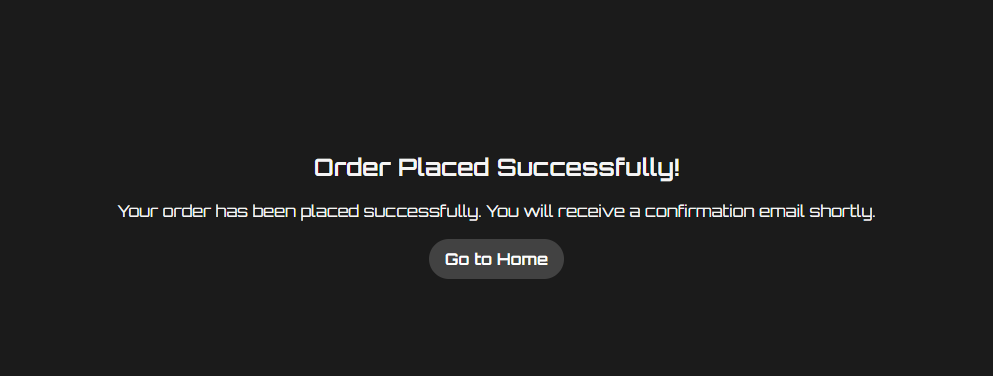 Order Placed Successfully!
Your order has been placed successfully. You will receive a confirmation email shortly.
Go to Home